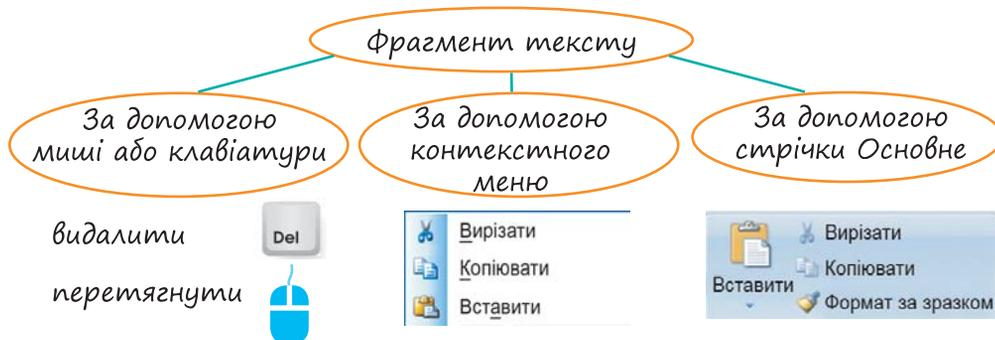 Фрагмент тексту
За допомогою
миші або клавіатури
За допомогою
контекстного
меню
За допомогою
стрічки Основне
видалити
Del
перетягнути
Вирізати
Копіювати
Вставити
Вставити
Вирізати
Копіювати
Формат за зразком